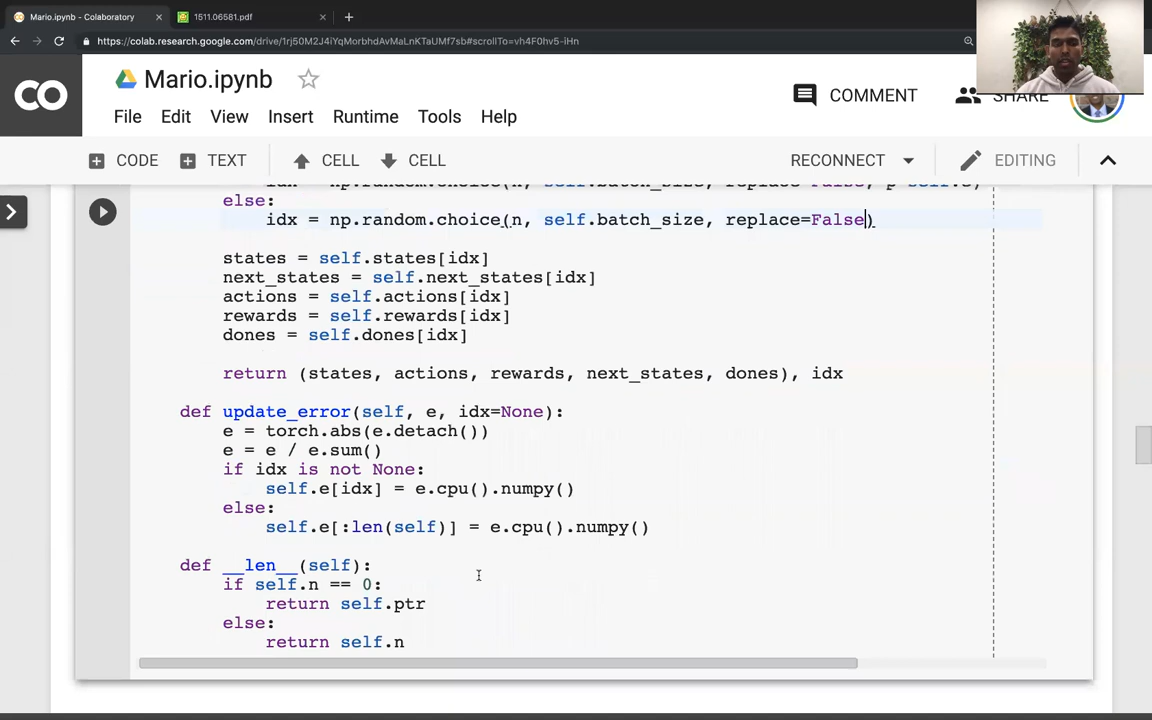 Mario.ipynb - Colaboratory
1511.06581.pdf
https://colab.research.google.com/drive/1rj50M2J4iYqMorbhdAvMaLnKTaUMf7sb#scrollTo=vh4F0hv5-iHn
CO
Mario.ipynb
COMMENT
SHARE
File Edit View Insert Runtime Tools Help
CODE TEXT CELL CELL RECONNECT EDITING
else:
idx = np.random.choice(n, self.batch_size, replace=False)
states = self.states[idx]
next_states = self.next_states[idx]
actions = self.actions[idx]
rewards = self.rewards[idx]
dones = self.dones[idx]
return (states, actions, rewards, next_states, dones), idx
def update_error(self, e, idx=None):
e = torch.abs(e.detach())
e = e / e.sum()
if idx is not None:
self.e[idx] = e.cpu().numpy()
else:
self.e[:len(self)] = e.cpu().numpy()
def __len__(self):
if self.n == 0:
return self.ptr
else:
return self.n